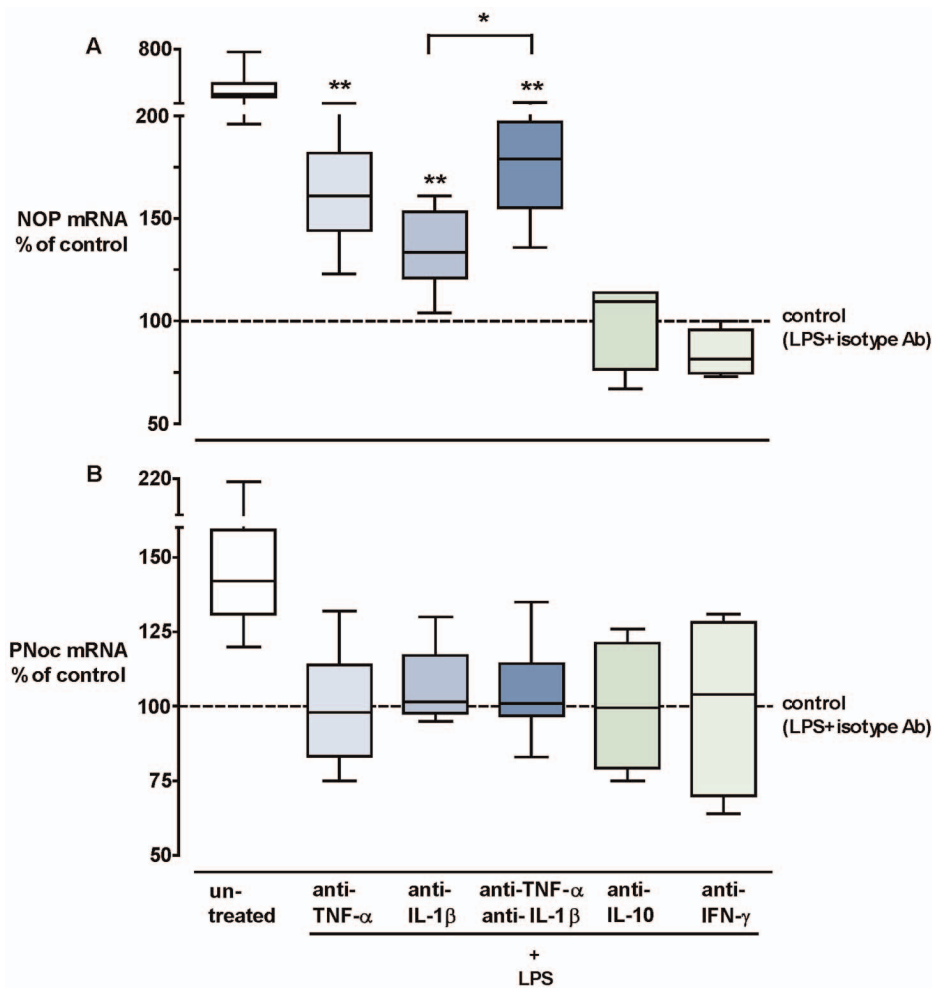 A
*
800
**
**
200
**
NOP mRNA
% of control
150
100
control
(LPS+isotype Ab)
50
B
220
150
125
PNoc mRNA
% of control
100
control
(LPS+isotype Ab)
75
50
un-
treated
anti-
TNF-α
anti-
IL-1β
anti-TNF-α
anti- IL-1β
anti-
IL-10
anti-
IFN-γ
+
LPS